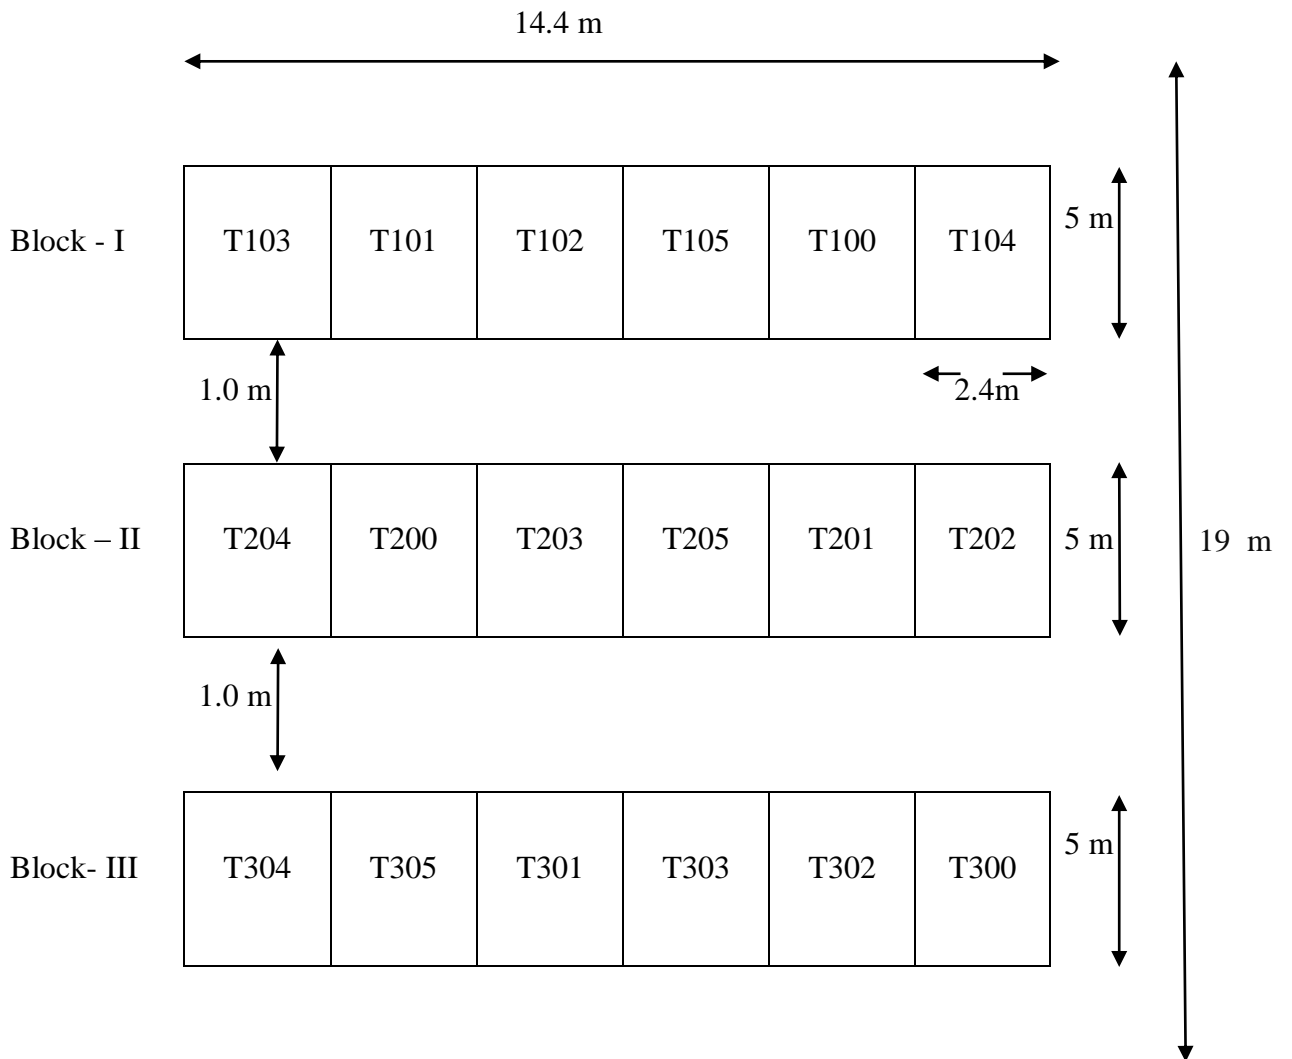 14.4 m
Block - I T103 T101 T102 T105 T100 T104 5 m
1.0 m 2.4m
Block – II T204 T200 T203 T205 T201 T202 5 m 19 m
1.0 m
Block- III T304 T305 T301 T303 T302 T300 5 m